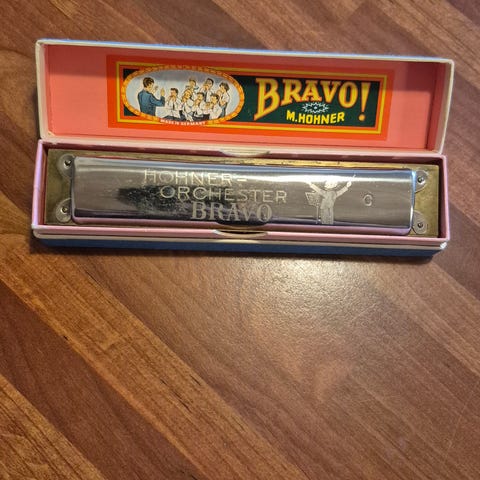 BRAVO!
M. HOHNER
MADE IN GERMANY
HOHNER=
ORCHESTER
BRAVO
C